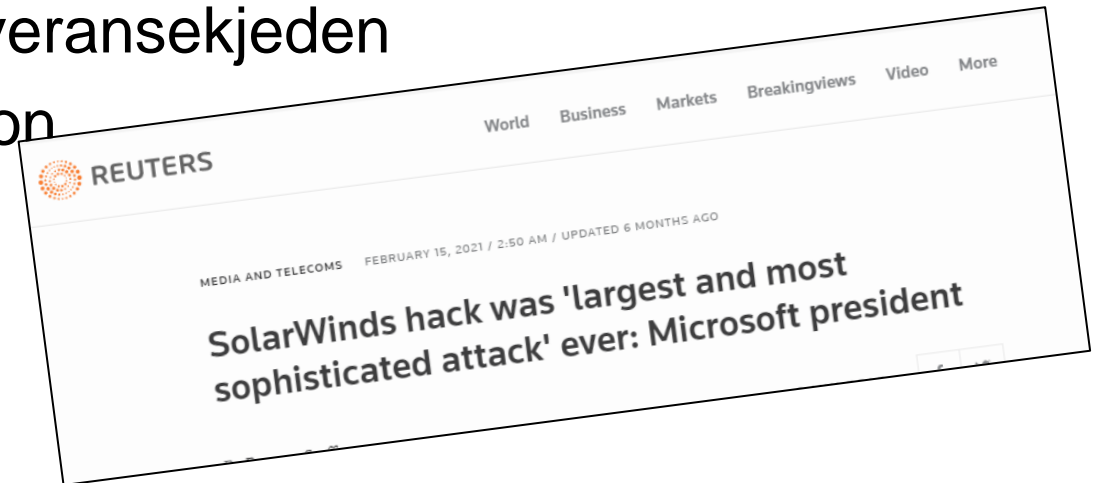 veransekjeden
on
World Business Markets Breakingviews Video More
REUTERS
MEDIA AND TELECOMS FEBRUARY 15, 2021 / 2:50 AM / UPDATED 6 MONTHS AGO
SolarWinds hack was 'largest and most
sophisticated attack' ever: Microsoft president